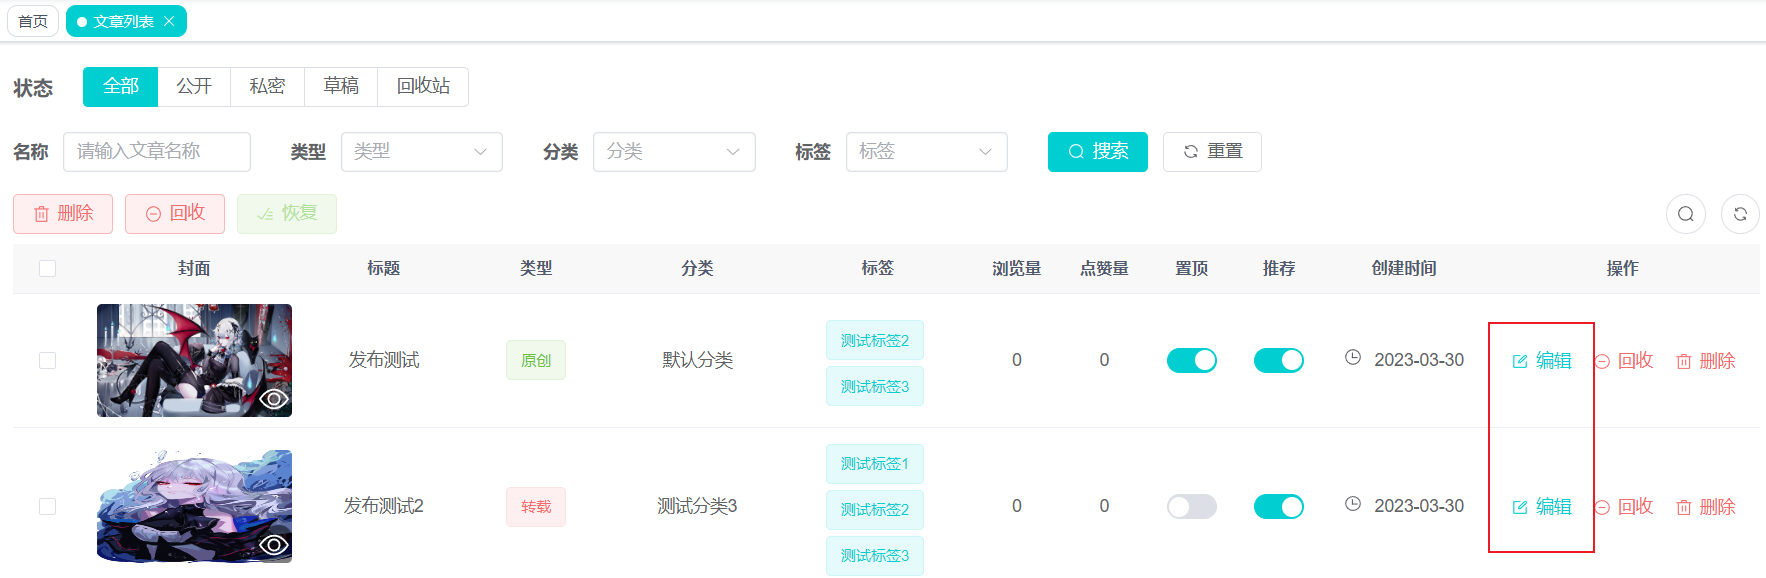 首页 文章列表
状态 全部 公开 私密 草稿 回收站
名称 请输入文章名称 类型 类型 分类 分类 标签 标签 搜索 重置
删除 回收 恢复
封面 标题 类型 分类 标签 浏览量 点赞量 置顶 推荐 创建时间 操作
测试标签2
发布测试 原创 默认分类 0 0 2023-03-30 编辑 回收 删除
测试标签3
测试标签1
发布测试2 转载 测试分类3 测试标签2 0 0 2023-03-30 编辑 回收 删除
测试标签3